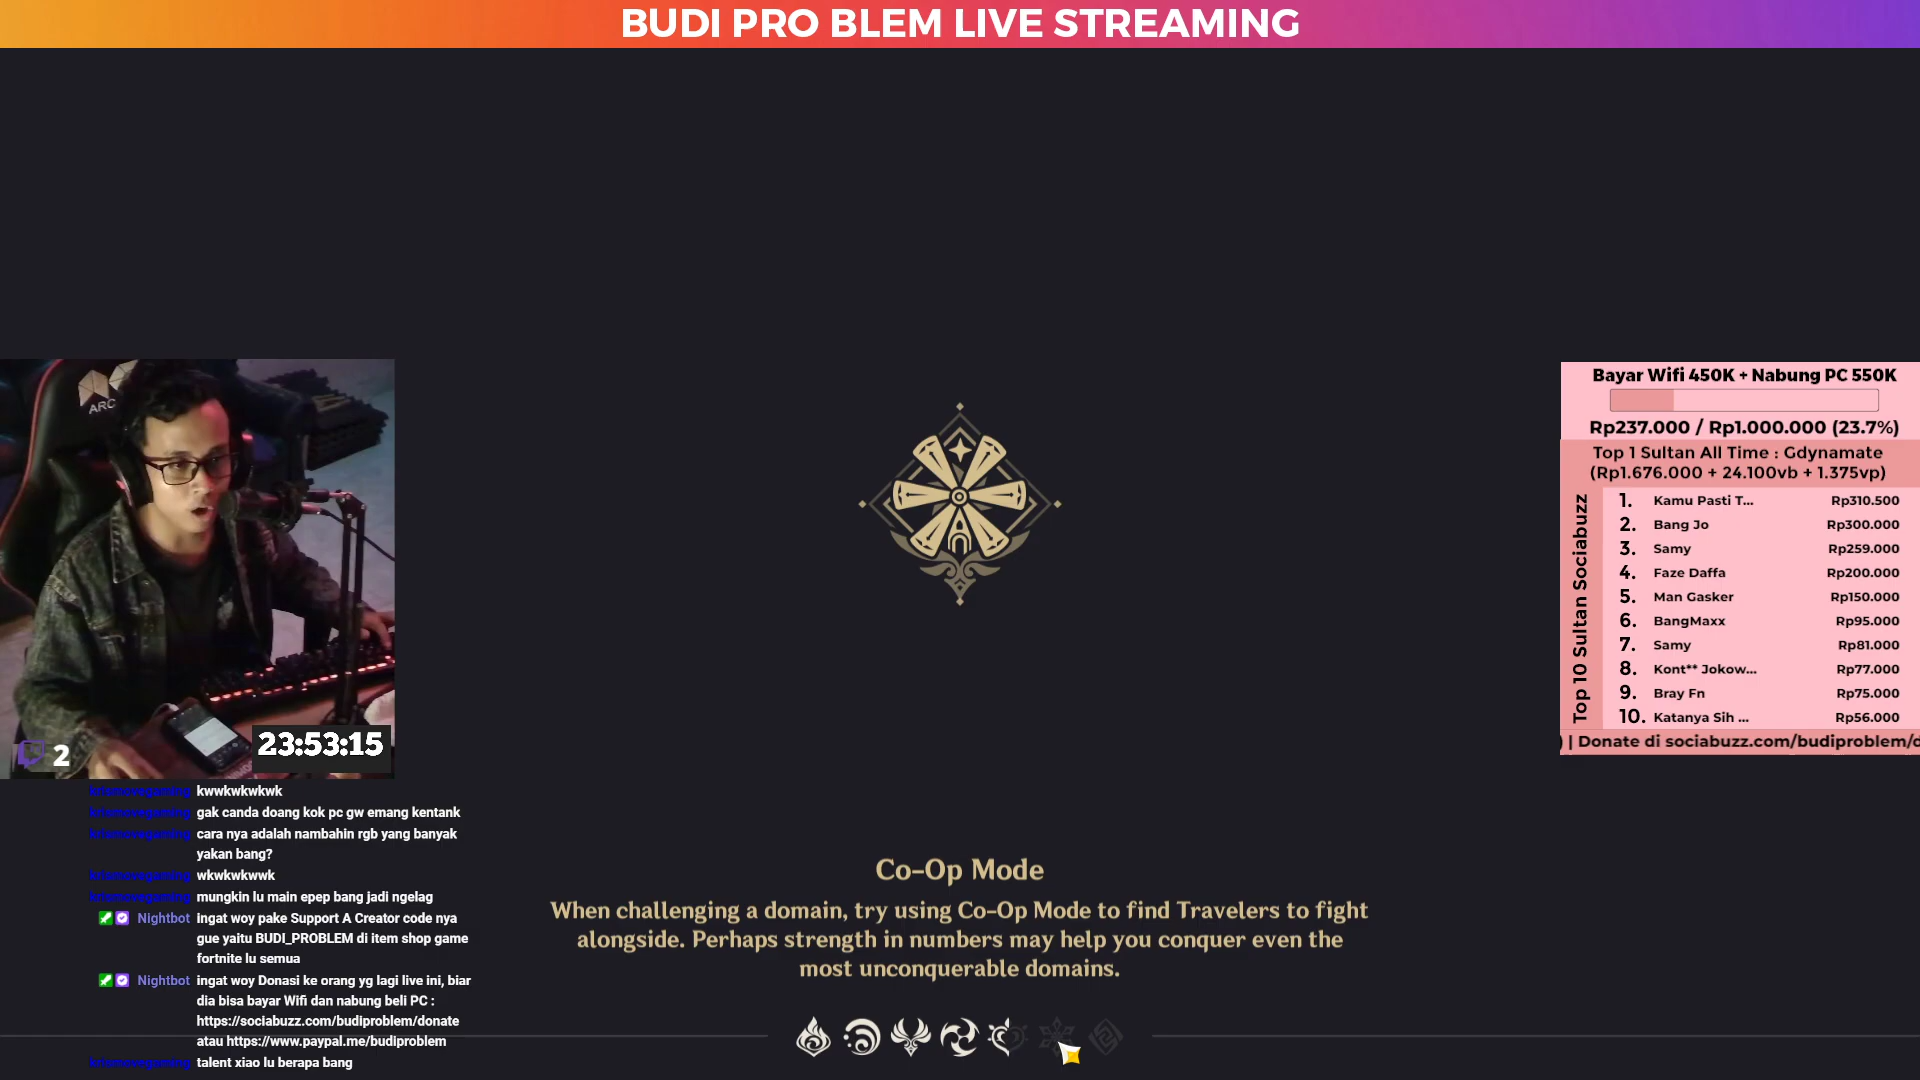 BUDI PRO BLEM LIVE STREAMING
ARC
2
23:53:15
kwwkwkwkwk
gak canda doang kok pc gw emang kentank
cara nya adalah nambahin rgb yang banyak
yakan bang?
wkwkwkwwk
mungkin lu main epep bang jadi ngelag
Nightbot ingat woy pake Support A Creator code nya
gue yaitu BUDI_PROBLEM di item shop game
fortnite lu semua
Nightbot ingat woy Donasi ke orang yg lagi live ini, biar
dia bisa bayar Wifi dan nabung beli PC :
https://sociabuzz.com/budiproblem/donate
atau https://www.paypal.me/budiproblem
talent xiao lu berapa bang
Co-Op Mode
When challenging a domain, try using Co-Op Mode to find Travelers to fight
alongside. Perhaps strength in numbers may help you conquer even the
most unconquerable domains.
Bayar Wifi 450K + Nabung PC 550K
Rp237.000 / Rp1.000.000 (23.7%)
Top 1 Sultan All Time : Gdynamate
(Rp1.676.000 + 24.100vb + 1.375vp)
Top 10 Sultan Sociabuzz
1. Kamu Pasti T... Rp310.500
2. Bang Jo Rp300.000
3. Samy Rp259.000
4. Faze Daffa Rp200.000
5. Man Gasker Rp150.000
6. BangMaxx Rp95.000
7. Samy Rp81.000
8. Kont** Jokow... Rp77.000
9. Bray Fn Rp75.000
10. Katanya Sih ... Rp56.000
) | Donate di sociabuzz.com/budiproblem/d